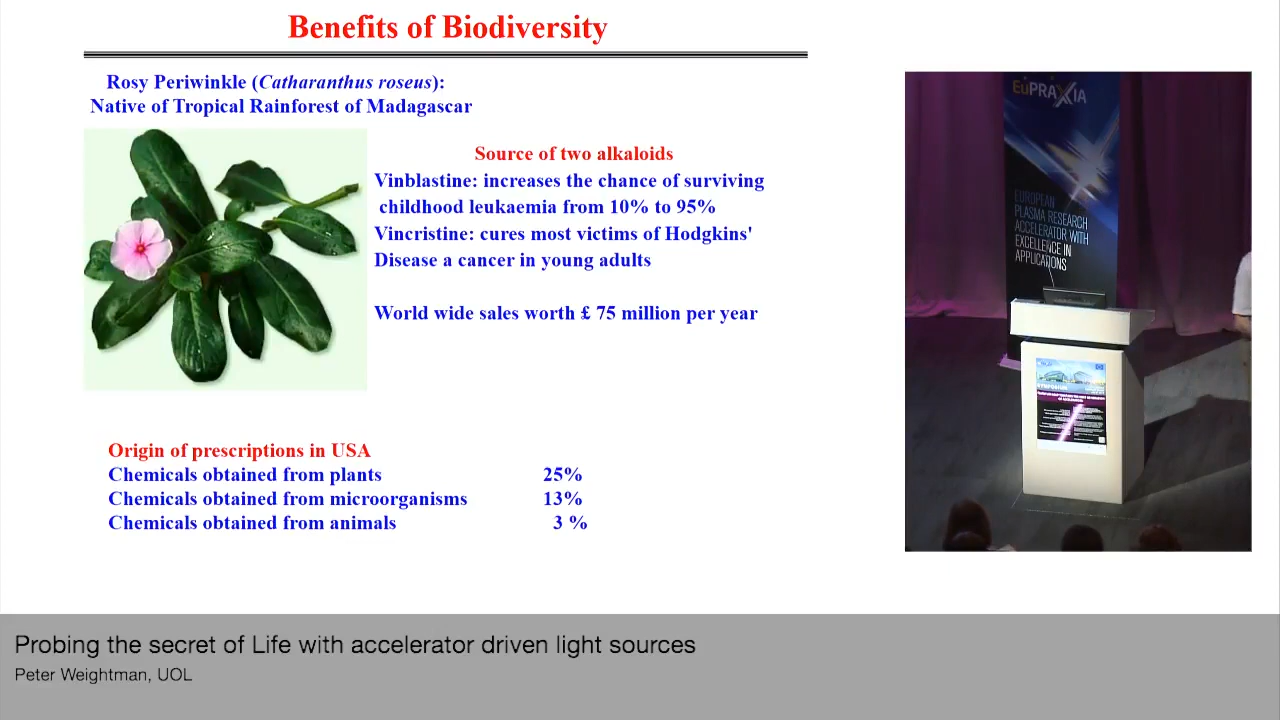 Benefits of Biodiversity
Rosy Periwinkle (Catharanthus roseus):
Native of Tropical Rainforest of Madagascar
Source of two alkaloids
Vinblastine: increases the chance of surviving
childhood leukaemia from 10% to 95%
Vincristine: cures most victims of Hodgkins'
Disease a cancer in young adults
World wide sales worth £ 75 million per year
Origin of prescriptions in USA
Chemicals obtained from plants 25%
Chemicals obtained from microorganisms 13%
Chemicals obtained from animals 3 %
EuPRAXIA
EUROPEAN
PLASMA RESEARCH
ACCELERATOR WITH
EXCELLENCE IN
APPLICATIONS
SYMPOSIUM
Probing the secret of Life with accelerator driven light sources
Peter Weightman, UOL